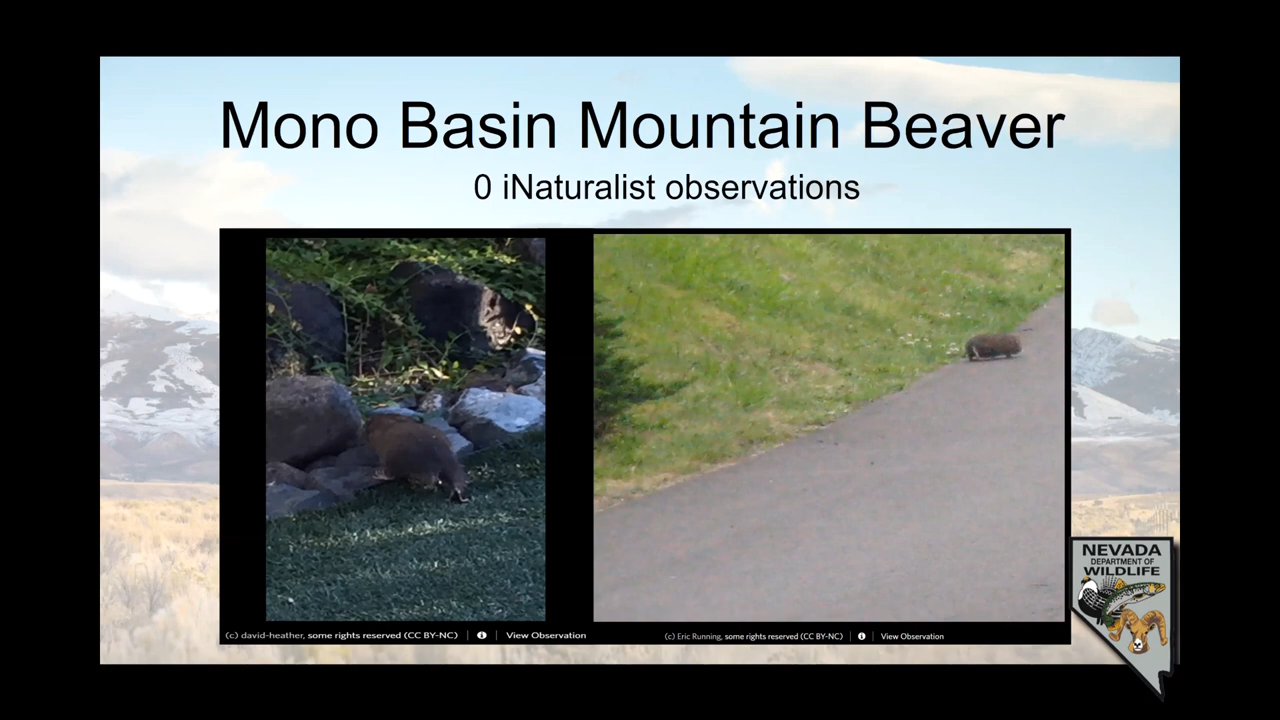 Mono Basin Mountain Beaver
0 iNaturalist observations
(c) david-heather, some rights reserved (CC BY-NC) | i | View Observation
(c) Eric Running, some rights reserved (CC BY-NC) | i | View Observation
NEVADA
DEPARTMENT OF
WILDLIFE